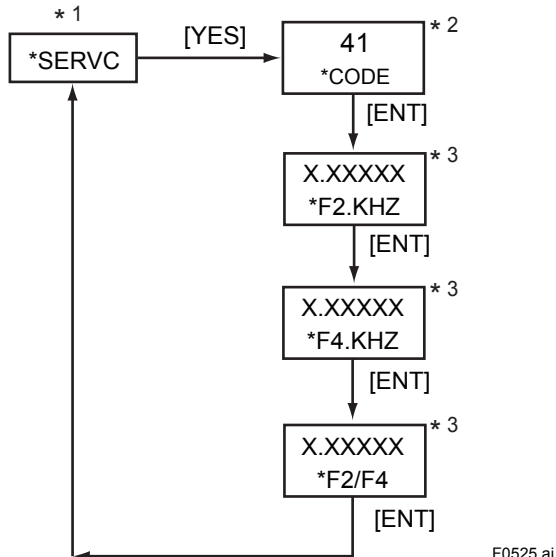 * 1
*SERVC
[YES]
41
*CODE
* 2
[ENT]
X.XXXXX
*F2.KHZ
* 3
[ENT]
X.XXXXX
*F4.KHZ
* 3
[ENT]
X.XXXXX
*F2/F4
* 3
[ENT]
F0525.ai